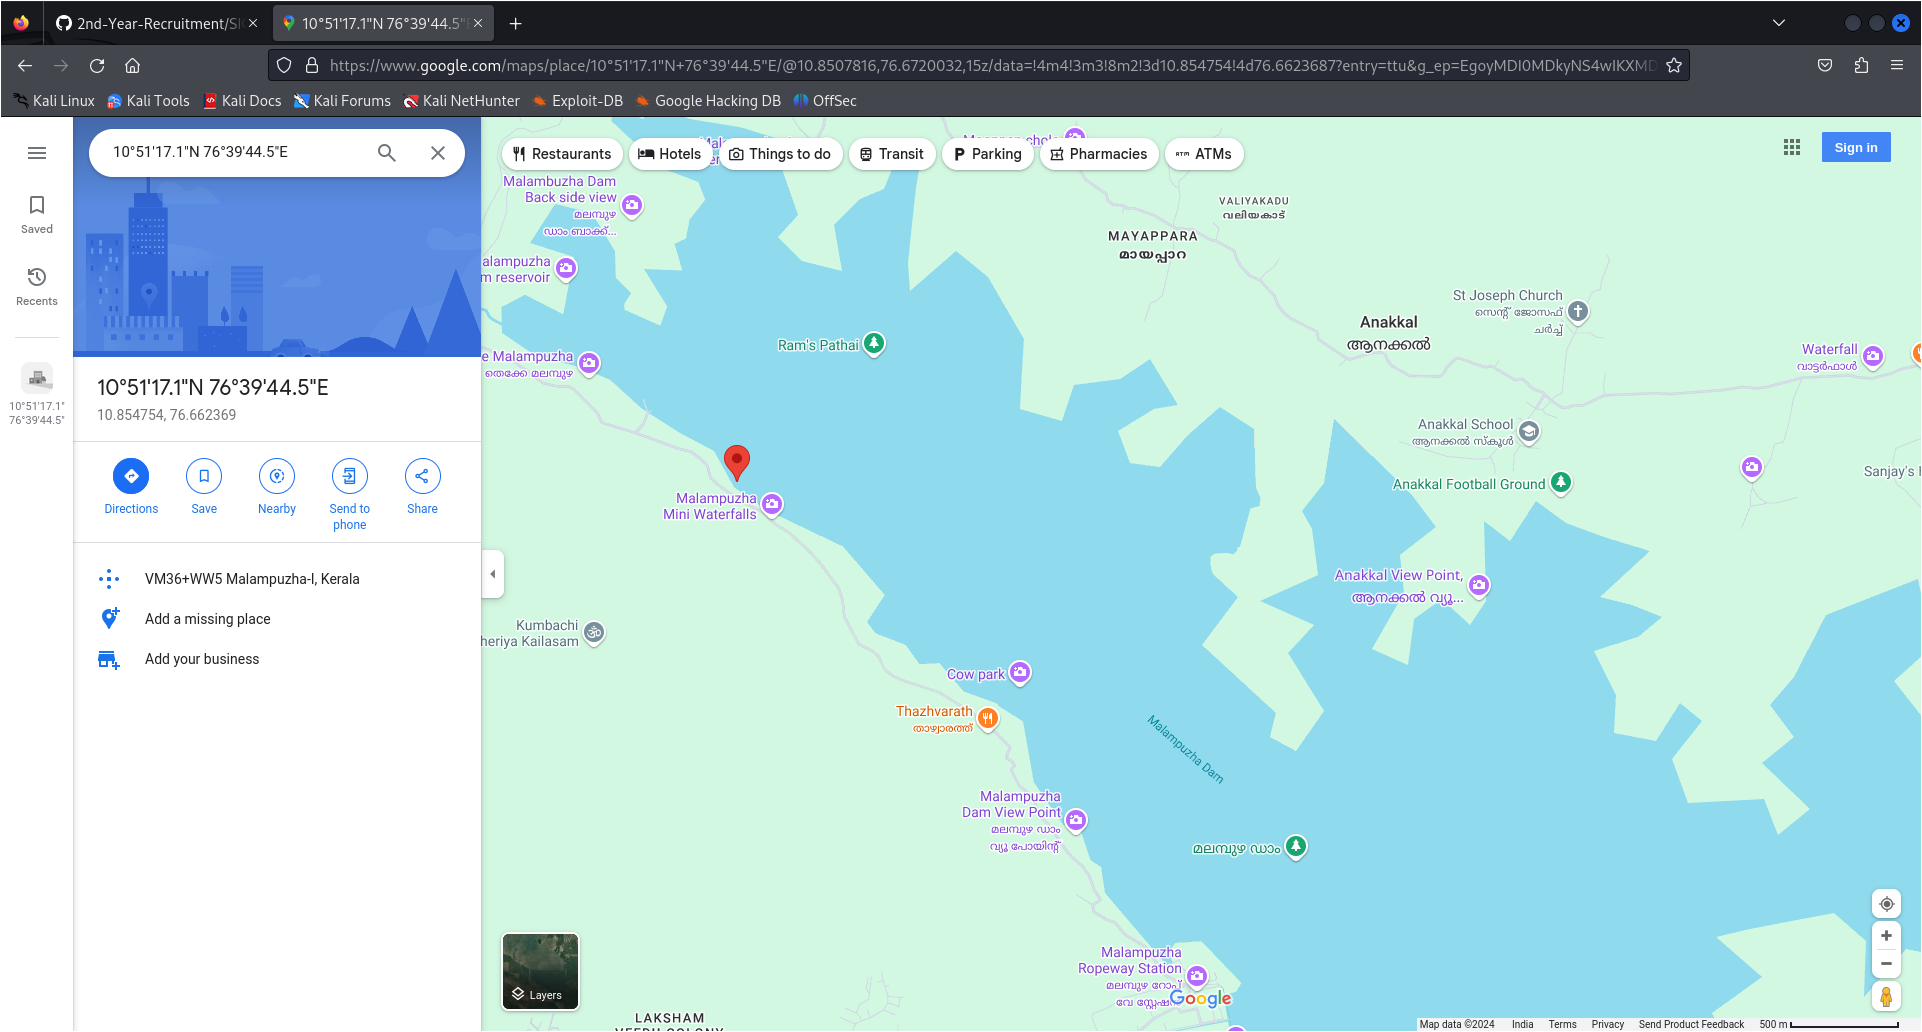 2nd-Year-Recruitment/SI
10°51'17.1"N 76°39'44.5"E
https://www.google.com/maps/place/10°51'17.1"N+76°39'44.5"E/@10.8507816,76.6720032,15z/data=!4m4!3m3!8m2!3d10.854754!4d76.6623687?entry=ttu&g_ep=EgoyMDI0MDkyNS4wIKXMD
Kali Linux
Kali Tools
Kali Docs
Kali Forums
Kali NetHunter
Exploit-DB
Google Hacking DB
OffSec
10°51'17.1"N 76°39'44.5"E
Saved
Recents
10°51'17.1"
76°39'44.5"
10°51'17.1"N 76°39'44.5"E
10.854754, 76.662369
Directions
Save
Nearby
Send to
phone
Share
VM36+WW5 Malampuzha-I, Kerala
Add a missing place
Add your business
Restaurants
Hotels
Things to do
Transit
Parking
Pharmacies
ATMs
Sign in
Malambuzha Dam
Back side view
മലമ്പുഴ
ഡാം ബാക്ക്...
alampuzha
m reservoir
VALIYAKADU
വലിയകാട്
MAYAPPARA
മായപ്പാറ
St Joseph Church
സെന്റ് ജോസഫ്
ചർച്ച്
Anakkal
ആനക്കൽ
Ram's Pathai
e Malampuzha
തെക്കേ മലമ്പുഴ
Waterfall
വാട്ടർഫാൾ
Anakkal School
ആനക്കൽ സ്കൂൾ
Sanjay's
Anakkal Football Ground
Malampuzha
Mini Waterfalls
Anakkal View Point,
ആനക്കൽ വ്യൂ...
Kumbachi
heriya Kailasam
Cow park
Thazhvarath
താഴ്വാരത്ത്
Malampuzha Dam
Malampuzha
Dam View Point
മലമ്പുഴ ഡാം
വ്യൂ പോയിന്റ്
മലമ്പുഴ ഡാം
Malampuzha
Ropeway Station
മലമ്പുഴ റോപ്
വേ സ്റ്റേഷ
Google
Layers
LAKSHAM
VEEDU COLONY
Map data ©2024
India
Terms
Privacy
Send Product Feedback
500 m